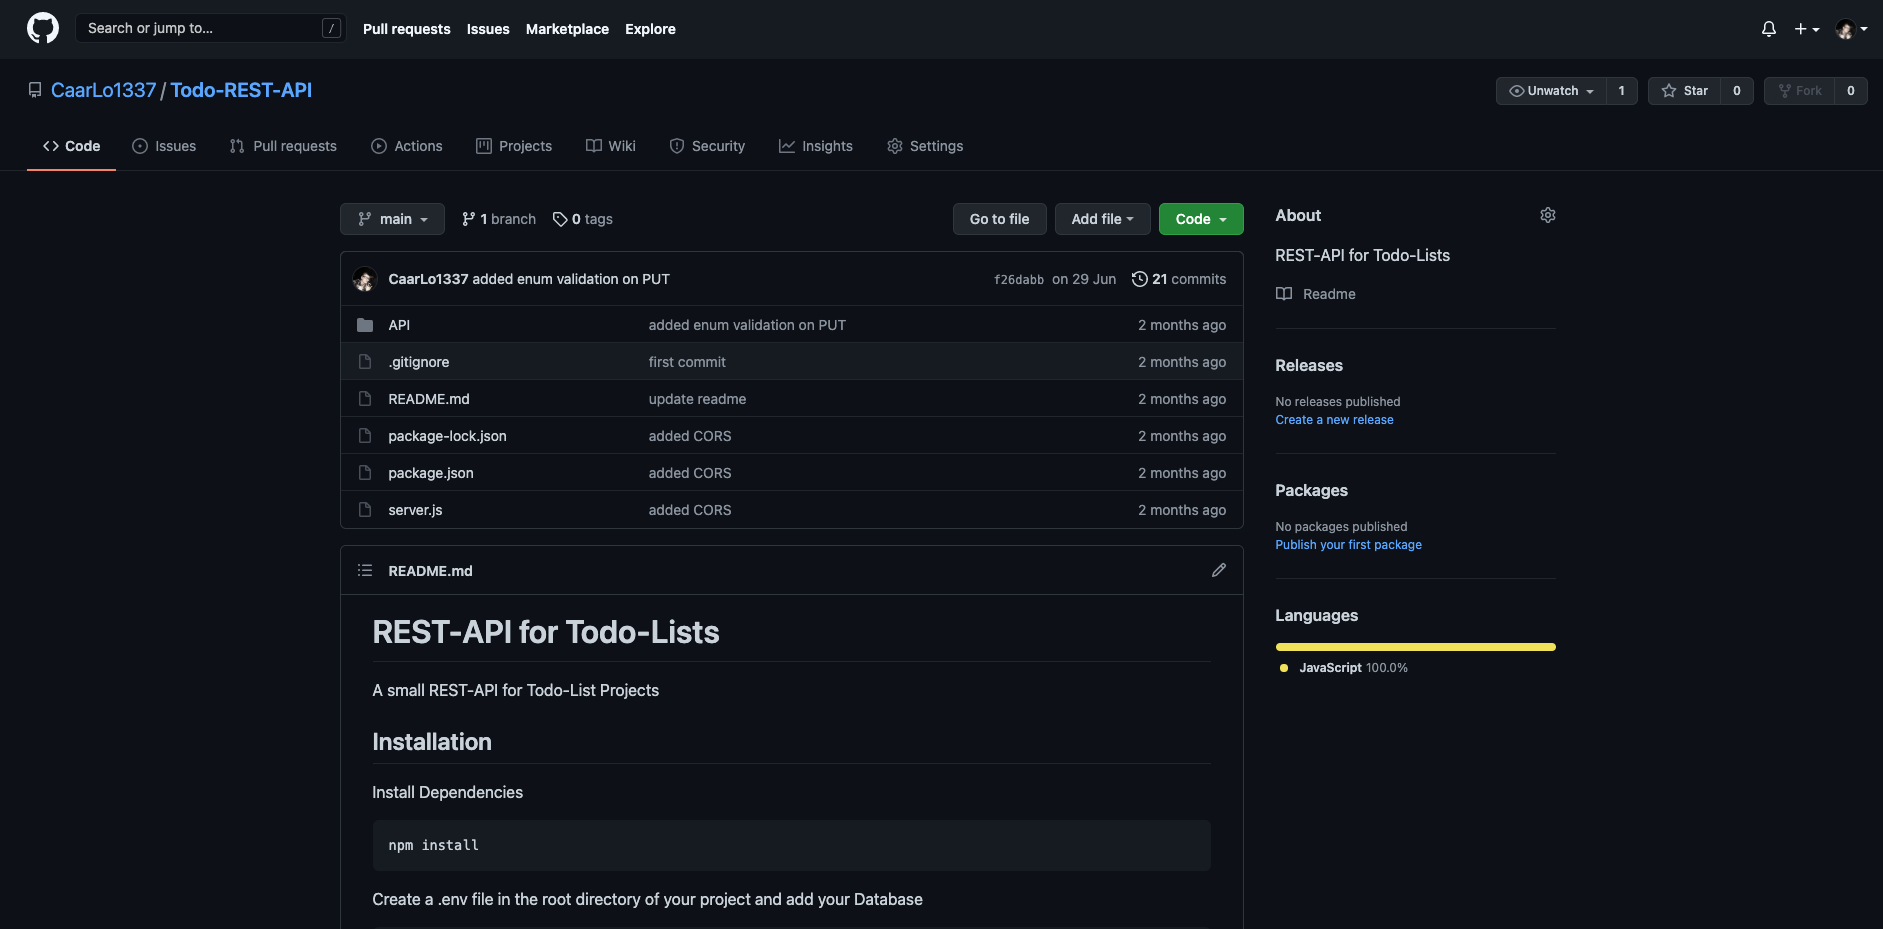 Search or jump to... / Pull requests Issues Marketplace Explore
CaarLo1337 / Todo-REST-API Unwatch 1 Star 0 Fork 0
Code Issues Pull requests Actions Projects Wiki Security Insights Settings
main 1 branch 0 tags Go to file Add file Code
CaarLo1337 added enum validation on PUT f26dabb on 29 Jun 21 commits
API added enum validation on PUT 2 months ago
.gitignore first commit 2 months ago
README.md update readme 2 months ago
package-lock.json added CORS 2 months ago
package.json added CORS 2 months ago
server.js added CORS 2 months ago
README.md
REST-API for Todo-Lists
A small REST-API for Todo-List Projects
Installation
Install Dependencies
npm install
Create a .env file in the root directory of your project and add your Database
About
REST-API for Todo-Lists
Readme
Releases
No releases published
Create a new release
Packages
No packages published
Publish your first package
Languages
JavaScript 100.0%